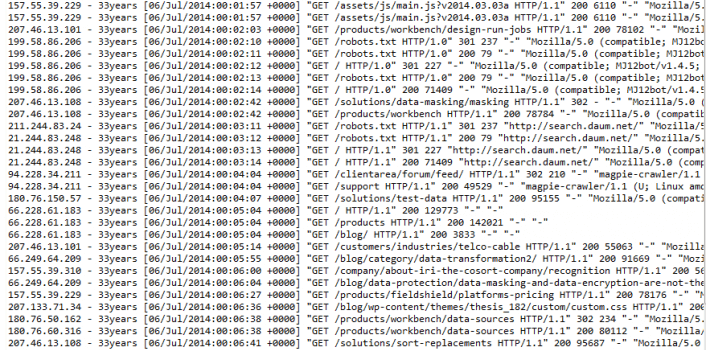 157.55.39.229 - 33years [06/Jul/2014:00:01:57 +0000] "GET /assets/js/main.js?v2014.03.03a HTTP/1.1" 200 6110 "-" "Mozilla/5.
157.55.39.229 - 33years [06/Jul/2014:00:01:57 +0000] "GET /assets/js/main.js?v2014.03.03a HTTP/1.1" 200 6110 "-" "Mozilla/5.
207.46.13.101 - 33years [06/Jul/2014:00:02:03 +0000] "GET /products/workbench/design-run-jobs HTTP/1.1" 200 78102 "-" "Mozi
199.58.86.206 - 33years [06/Jul/2014:00:02:10 +0000] "GET /robots.txt HTTP/1.0" 301 237 "-" "Mozilla/5.0 (compatible; MJ12bot
199.58.86.206 - 33years [06/Jul/2014:00:02:11 +0000] "GET /robots.txt HTTP/1.0" 200 79 "-" "Mozilla/5.0 (compatible; MJ12bot/
199.58.86.206 - 33years [06/Jul/2014:00:02:12 +0000] "GET / HTTP/1.0" 301 227 "-" "Mozilla/5.0 (compatible; MJ12bot/v1.4.5;
199.58.86.206 - 33years [06/Jul/2014:00:02:13 +0000] "GET /robots.txt HTTP/1.0" 200 79 "-" "Mozilla/5.0 (compatible; MJ12bot/
199.58.86.206 - 33years [06/Jul/2014:00:02:14 +0000] "GET / HTTP/1.0" 200 71409 "-" "Mozilla/5.0 (compatible; MJ12bot/v1.4.5
207.46.13.108 - 33years [06/Jul/2014:00:02:42 +0000] "GET /solutions/data-masking/masking HTTP/1.1" 302 - "-" "Mozilla/5.0 (
207.46.13.108 - 33years [06/Jul/2014:00:02:42 +0000] "GET /products/workbench HTTP/1.1" 200 78784 "-" "Mozilla/5.0 (compatib
211.244.83.24 - 33years [06/Jul/2014:00:03:11 +0000] "GET /robots.txt HTTP/1.1" 301 237 "http://search.daum.net/" "Mozilla/5
21.244.83.248 - 33years [06/Jul/2014:00:03:12 +0000] "GET /robots.txt HTTP/1.1" 200 79 "http://search.daum.net/" "Mozilla/5.
21.244.83.248 - 33years [06/Jul/2014:00:03:13 +0000] "GET / HTTP/1.1" 301 227 "http://search.daum.net/" "Mozilla/5.0 (compat
21.244.83.248 - 33years [06/Jul/2014:00:03:14 +0000] "GET / HTTP/1.1" 200 71409 "http://search.daum.net/" "Mozilla/5.0 (comp
94.228.34.211 - 33years [06/Jul/2014:00:04:04 +0000] "GET /clientarea/forum/feed/ HTTP/1.1" 302 210 "-" "magpie-crawler/1.1
94.228.34.211 - 33years [06/Jul/2014:00:04:04 +0000] "GET /support HTTP/1.1" 200 49529 "-" "magpie-crawler/1.1 (U; Linux amd
180.76.150.57 - 33years [06/Jul/2014:00:04:07 +0000] "GET /solutions/test-data HTTP/1.1" 200 95155 "-" "Mozilla/5.0 (compati
66.228.61.183 - 33years [06/Jul/2014:00:05:04 +0000] "GET / HTTP/1.1" 200 129773 "-" "-" "-"
66.228.61.183 - 33years [06/Jul/2014:00:05:04 +0000] "GET /products HTTP/1.1" 200 142021 "-" "-"
66.228.61.183 - 33years [06/Jul/2014:00:05:04 +0000] "GET /blog/ HTTP/1.1" 200 3833 "-" "-"
207.46.13.101 - 33years [06/Jul/2014:00:05:14 +0000] "GET /customers/industries/telco-cable HTTP/1.1" 200 55063 "-" "Mozilla
66.249.64.209 - 33years [06/Jul/2014:00:05:55 +0000] "GET /blog/category/data-transformation2/ HTTP/1.1" 200 91669 "-" "Mozi
157.55.39.310 - 33years [06/Jul/2014:00:06:00 +0000] "GET /company/about-iri-the-cosort-company/recognition HTTP/1.1" 200 56
66.249.64.209 - 33years [06/Jul/2014:00:06:04 +0000] "GET /blog/data-protection/data-masking-and-data-encryption-are-not-the
157.55.39.229 - 33years [06/Jul/2014:00:06:27 +0000] "GET /products/fieldshield/platforms-pricing HTTP/1.1" 200 78176 "-" "M
207.133.71.34 - 33years [06/Jul/2014:00:06:36 +0000] "GET /blog/wp-content/themes/thesis_182/custom/custom.css HTTP/1.1" 200
180.76.50.162 - 33years [06/Jul/2014:00:06:38 +0000] "GET /products/workbench/data-sources HTTP/1.1" 302 234 "-" "Mozilla/5.
180.76.60.316 - 33years [06/Jul/2014:00:06:38 +0000] "GET /products/workbench/data-sources HTTP/1.1" 200 80112 "-" "Mozilla/
207.46.13.108 - 33years [06/Jul/2014:00:06:41 +0000] "GET /solutions/sort-replacements HTTP/1.1" 200 95687 "-" "Mozilla/5.0